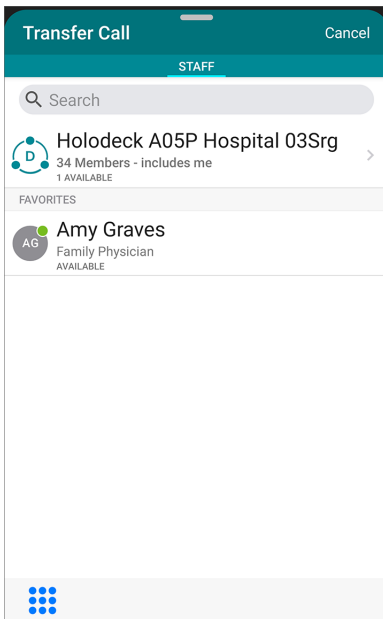 Transfer Call
Cancel
STAFF
Search
D
Holodeck A05P Hospital 03Srg
34 Members - includes me
1 AVAILABLE
FAVORITES
AG
Amy Graves
Family Physician
AVAILABLE